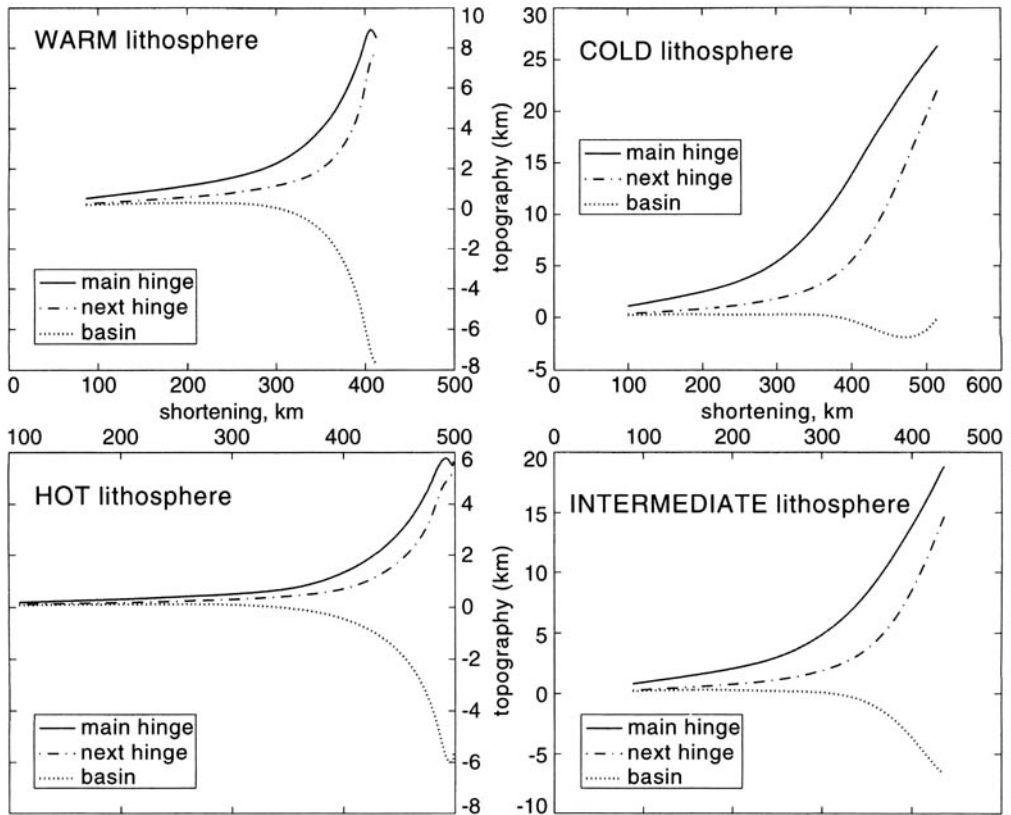 WARM lithosphere
10
8
6
4
2
0
-2
-4
-6
-8
topography (km)
main hinge
next hinge
basin
0 100 200 300 400 500
shortening, km
COLD lithosphere
30
25
20
15
10
5
0
-5
main hinge
next hinge
basin
0 100 200 300 400 500 600
shortening, km
100 200 300 400 500
HOT lithosphere
6
4
2
0
-2
-4
-6
-8
topography (km)
main hinge
next hinge
basin
0 100 200 300 400 500
INTERMEDIATE lithosphere
20
15
10
5
0
-5
-10
main hinge
next hinge
basin